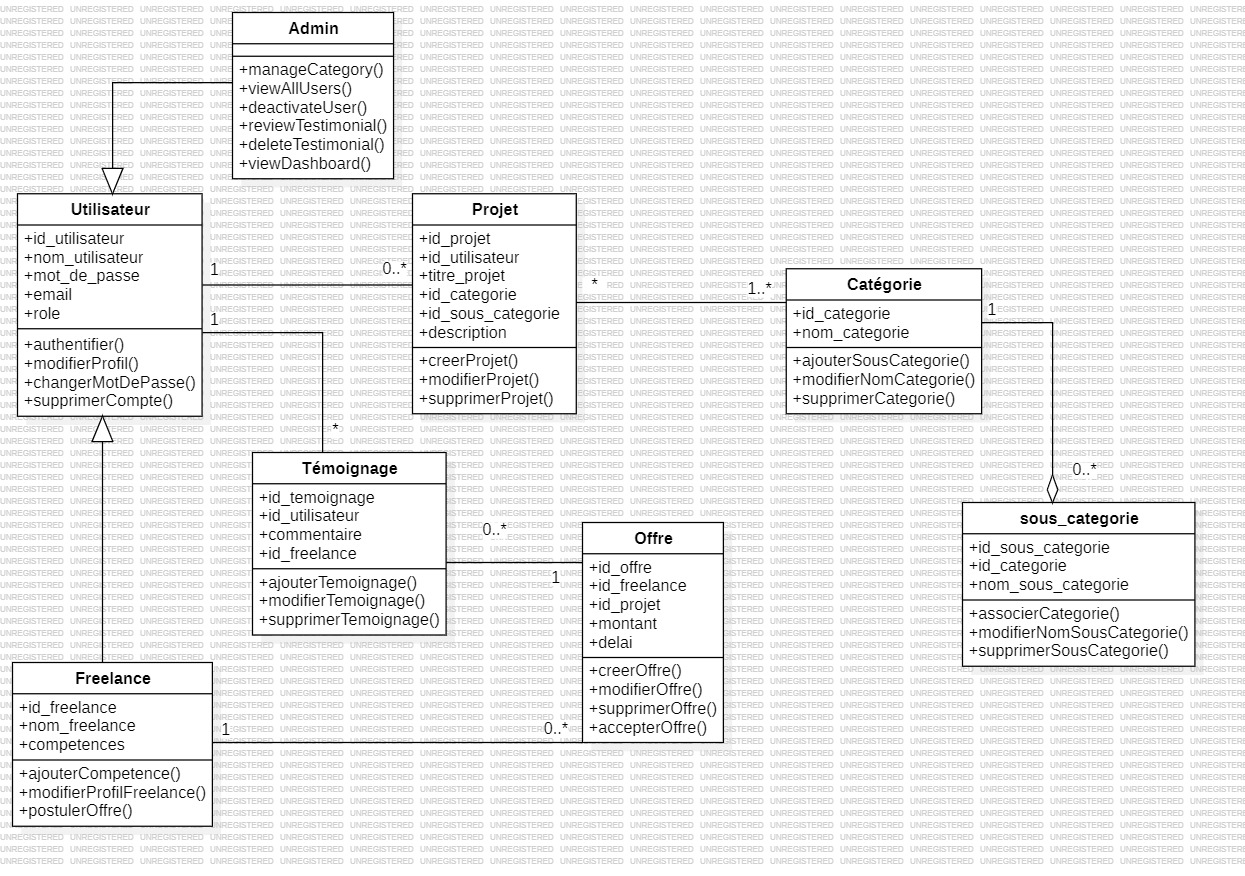 Admin
+manageCategory()
+viewAllUsers()
+deactivateUser()
+reviewTestimonial()
+deleteTestimonial()
+viewDashboard()
Utilisateur
+id_utilisateur
+nom_utilisateur
+mot_de_passe
+email
+role
+authentifier()
+modifierProfil()
+changerMotDePasse()
+supprimerCompte()
1
0..*
1
*
Projet
+id_projet
+id_utilisateur
+titre_projet
+id_categorie
+id_sous_categorie
+description
+creerProjet()
+modifierProjet()
+supprimerProjet()
*
1..*
Catégorie
+id_categorie
+nom_categorie
+ajouterSousCategorie()
+modifierNomCategorie()
+supprimerCategorie()
1
0..*
Témoignage
+id_temoignage
+id_utilisateur
+commentaire
+id_freelance
+ajouterTemoignage()
+modifierTemoignage()
+supprimerTemoignage()
0..*
1
Offre
+id_offre
+id_freelance
+id_projet
+montant
+delai
+creerOffre()
+modifierOffre()
+supprimerOffre()
+accepterOffre()
sous_categorie
+id_sous_categorie
+id_categorie
+nom_sous_categorie
+associerCategorie()
+modifierNomSousCategorie()
+supprimerSousCategorie()
Freelance
+id_freelance
+nom_freelance
+competences
+ajouterCompetence()
+modifierProfilFreelance()
+postulerOffre()
1
0..*
UNREGISTERED